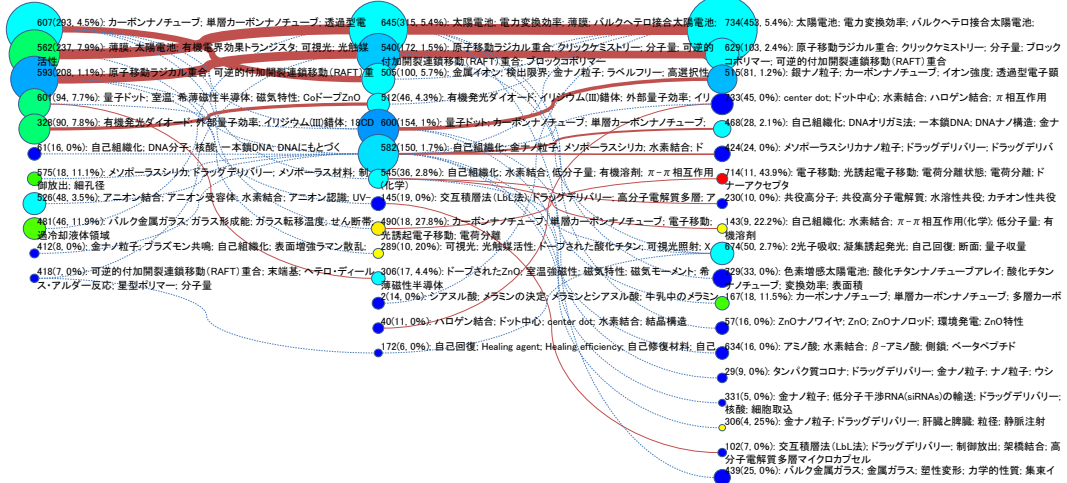 607(293, 4.5%): カーボンナノチューブ; 単層カーボンナノチューブ; 透過型電
562(237, 7.9%): 薄膜; 太陽電池; 有機電界効果トランジスタ; 可視光; 光触媒
活性
593(208, 1.1%): 原子移動ラジカル重合; 可逆的付加開裂連鎖移動(RAFT)重
601(94, 7.7%): 量子ドット; 室温; 希薄磁性半導体; 磁気特性; CoドープZnO
328(90, 7.8%): 有機発光ダイオード; 外部量子効率; イリジウム(III)錯体; 18CD
61(16, 0%): 自己組織化; DNA分子; 核酸; 一本鎖DNA; DNAにもとづく
575(18, 11.1%): メソポーラスシリカ; ドラッグデリバリー; メソポーラス材料; 制
御放出; 細孔径
526(48, 3.5%): アニオン結合; アニオン受容体; 水素結合; アニオン認識; UV-
481(46, 11.9%): バルク金属ガラス; ガラス形成能; ガラス転移温度; せん断帯;
過冷却液体領域
412(8, 0%): 金ナノ粒子; プラズモン共鳴; 自己組織化; 表面増強ラマン散乱;
418(7, 0%): 可逆的付加開裂連鎖移動(RAFT)重合; 末端基; ヘテロ・ディール
ス・アルダー反応; 星型ポリマー; 分子量
645(315, 5.4%): 太陽電池; 電力変換効率; 薄膜; バルクヘテロ接合太陽電池;
540(172, 1.5%): 原子移動ラジカル重合; クリックケミストリー; 分子量; 可逆的
付加開裂連鎖移動(RAFT)重合; ブロックコポリマー
505(100, 5.7%): 金属イオン; 検出限界; 金ナノ粒子; ラベルフリー; 高選択性
512(46, 4.3%): 有機発光ダイオード; イリジウム(III)錯体; 外部量子効率; イリ
600(154, 1%): 量子ドット; カーボンナノチューブ; 単層カーボンナノチューブ;
582(150, 1.7%): 自己組織化; 金ナノ粒子; メソポーラスシリカ; 水素結合; ド
545(36, 2.8%): 自己組織化; 水素結合; 低分子量; 有機溶剤; π-π相互作用
(化学)
145(19, 0%): 交互積層法(LbL法); ドラッグデリバリー; 高分子電解質多層; ア
490(18, 27.8%): カーボンナノチューブ; 単層カーボンナノチューブ; 電子移動;
光誘起電子移動; 電荷分離
289(10, 20%): 可視光; 光触媒活性; ドープされた酸化チタン; 可視光照射; X
306(17, 4.4%): ドープされたZnO; 室温強磁性; 磁気特性; 磁気モーメント; 希
薄磁性半導体
2(14, 0%): シアヌル酸; メラミンの決定; メラミンとシアヌル酸; 牛乳中のメラミン
40(11, 0%): ハロゲン結合; ドット中心; center dot; 水素結合; 結晶構造
172(6, 0%): 自己回復; Healing agent; Healing efficiency; 自己修復材料; 自己
734(453, 5.4%): 太陽電池; 電力変換効率; バルクヘテロ接合太陽電池;
629(103, 2.4%): 原子移動ラジカル重合; クリックケミストリー; 分子量; ブロック
コポリマー; 可逆的付加開裂連鎖移動(RAFT)重合
515(81, 1.2%): 銀ナノ粒子; カーボンナノチューブ; イオン強度; 透過型電子顕
33(45, 0%): center dot; ドット中心; 水素結合; ハロゲン結合; π相互作用
468(28, 2.1%): 自己組織化; DNAオリガミ法; 一本鎖DNA; DNAナノ構造; 金ナ
424(24, 0%): メソポーラスシリカナノ粒子; メソポーラスシリカ; ドラッグデリバ
714(11, 43.9%): 電子移動; 光誘起電子移動; 電荷分離状態; 電荷分離; ド
ナーアクセプタ
230(10, 0%): 共役高分子; 共役高分子電解質; 水溶性共役; カチオン性共役
143(9, 22.2%): 自己組織化; 水素結合; π-π相互作用(化学); 低分子量; 有
機溶剤
674(50, 2.7%): 2光子吸収; 凝集誘起発光; 自己回復; 断面; 量子収量
729(33, 0%): 色素増感太陽電池; 酸化チタンナノチューブアレイ; 酸化チタン
ナノチューブ; 変換効率; 表面積
167(18, 11.5%): カーボンナノチューブ; 単層カーボンナノチューブ; 多層カーボ
57(16, 0%): ZnOナノワイヤ; ZnO; ZnOナノロッド; 環境発電; ZnO特性
634(16, 0%): アミノ酸; 水素結合; β-アミノ酸; 側鎖; ベータペプチド
29(9, 0%): タンパク質コロナ; ドラッグデリバリー; 金ナノ粒子; ナノ粒子; ウシ
331(5, 0%): 金ナノ粒子; 低分子干渉RNA(siRNAs)の輸送; ドラッグデリバリー;
核酸; 細胞取込
306(4, 25%): 金ナノ粒子; ドラッグデリバリー; 肝臓と脾臓; 粒径; 静脈注射
102(7, 0%): 交互積層法(LbL法); ドラッグデリバリー; 制御放出; 架橋結合; 高
分子電解質多層マイクロカプセル
439(25, 0%): バルク金属ガラス; 金属ガラス; 塑性変形; 力学的性質; 集束イ